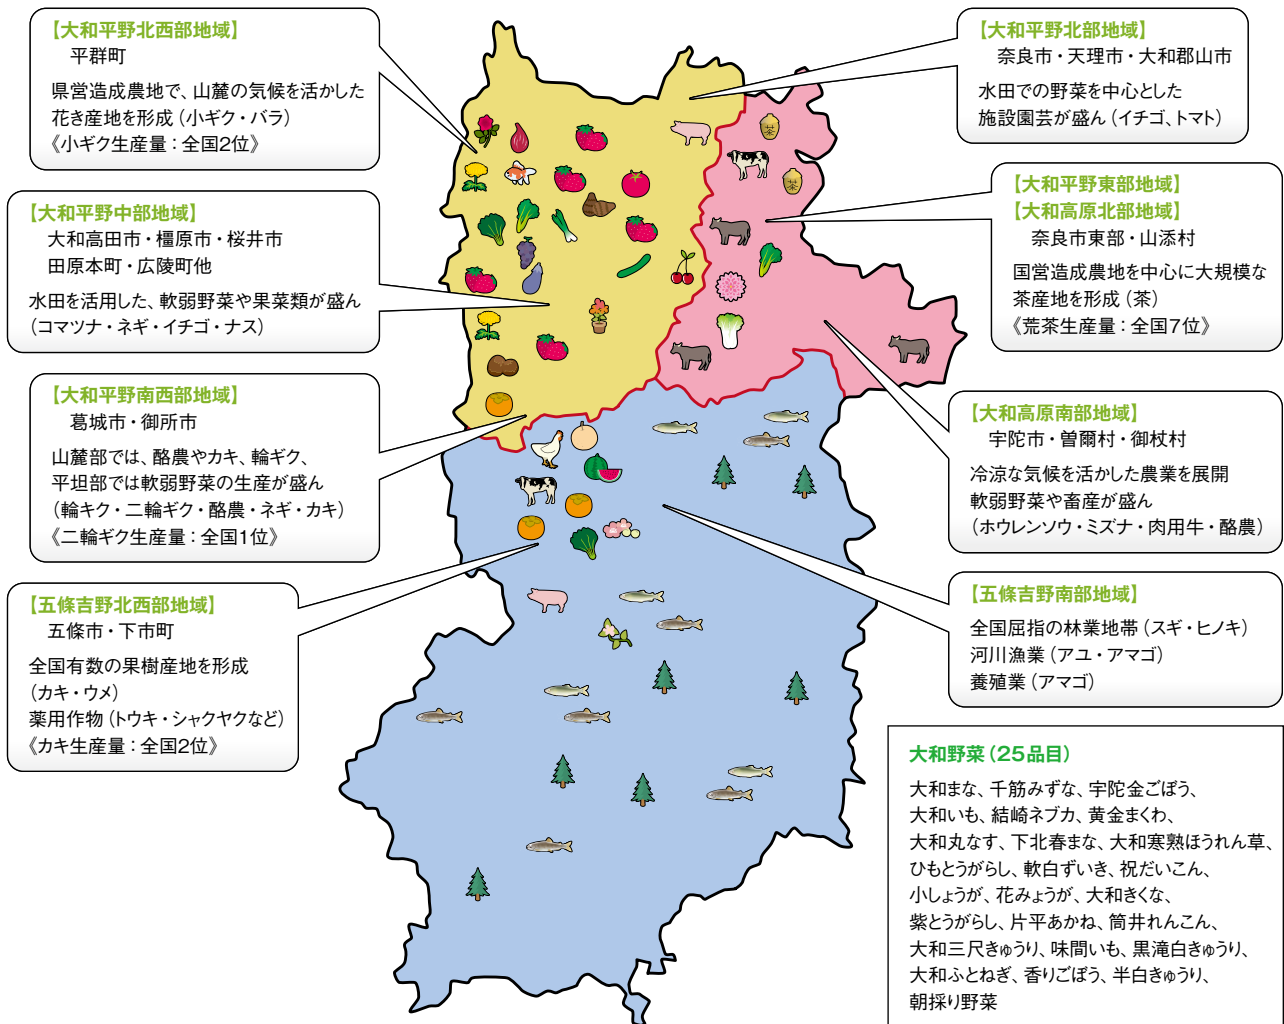 【大和平野北西部地域】
平群町
県営造成農地で、山麓の気候を活かした
花き産地を形成（小ギク・バラ）
《小ギク生産量：全国2位》
【大和平野中部地域】
大和高田市・橿原市・桜井市
田原本町・広陵町他
水田を活用した、軟弱野菜や果菜類が盛ん
（コマツナ・ネギ・イチゴ・ナス）
【大和平野南西部地域】
葛城市・御所市
山麓部では、酪農やカキ、輪ギク、
平坦部では軟弱野菜の生産が盛ん
（輪キク・二輪ギク・酪農・ネギ・カキ）
《二輪ギク生産量：全国1位》
【五條吉野北西部地域】
五條市・下市町
全国有数の果樹産地を形成
（カキ・ウメ）
薬用作物（トウキ・シャクヤクなど）
《カキ生産量：全国2位》
茶
茶
【大和平野北部地域】
奈良市・天理市・大和郡山市
水田での野菜を中心とした
施設園芸が盛ん（イチゴ、トマト）
【大和平野東部地域】
【大和高原北部地域】
奈良市東部・山添村
国営造成農地を中心に大規模な
茶産地を形成（茶）
《荒茶生産量：全国7位》
【大和高原南部地域】
宇陀市・曽爾村・御杖村
冷涼な気候を活かした農業を展開
軟弱野菜や畜産が盛ん
（ホウレンソウ・ミズナ・肉用牛・酪農）
【五條吉野南部地域】
全国屈指の林業地帯（スギ・ヒノキ）
河川漁業（アユ・アマゴ）
養殖業（アマゴ）
大和野菜（25品目）
大和まな、千筋みずな、宇陀金ごぼう、
大和いも、結崎ネブカ、黄金まくわ、
大和丸なす、下北春まな、大和寒熟ほうれん草、
ひもとうがらし、軟白ずいき、祝だいこん、
小しょうが、花みょうが、大和きくな、
紫とうがらし、片平あかね、筒井れんこん、
大和三尺きゅうり、味間いも、黒滝白きゅうり、
大和ふとねぎ、香りごぼう、半白きゅうり、
朝採り野菜